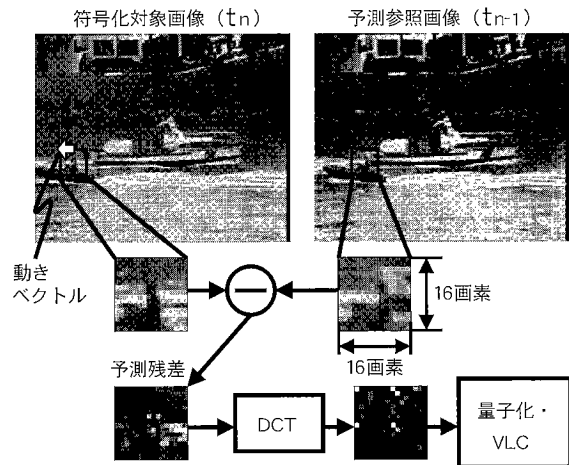 符号化対象画像（tn）
予測参照画像（tn-1）
動き
ベクトル
16画素
16画素
予測残差
DCT
量子化・
VLC